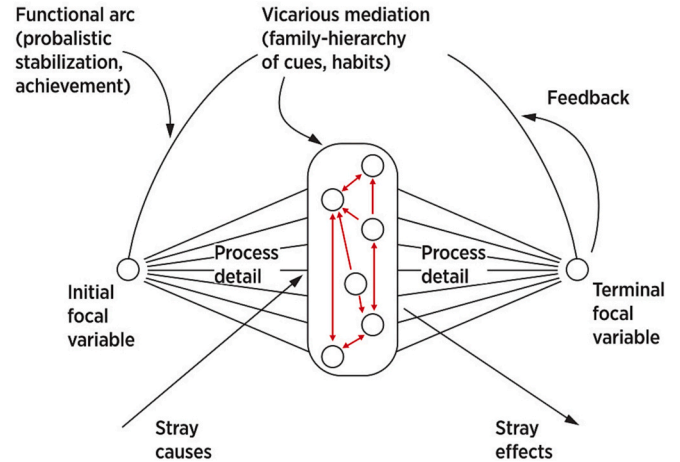 Functional arc
(probalistic
stabilization,
achievement)
Vicarious mediation
(family-hierarchy
of cues, habits)
Feedback
Process
detail
Process
detail
Initial
focal
variable
Terminal
focal
variable
Stray
causes
Stray
effects